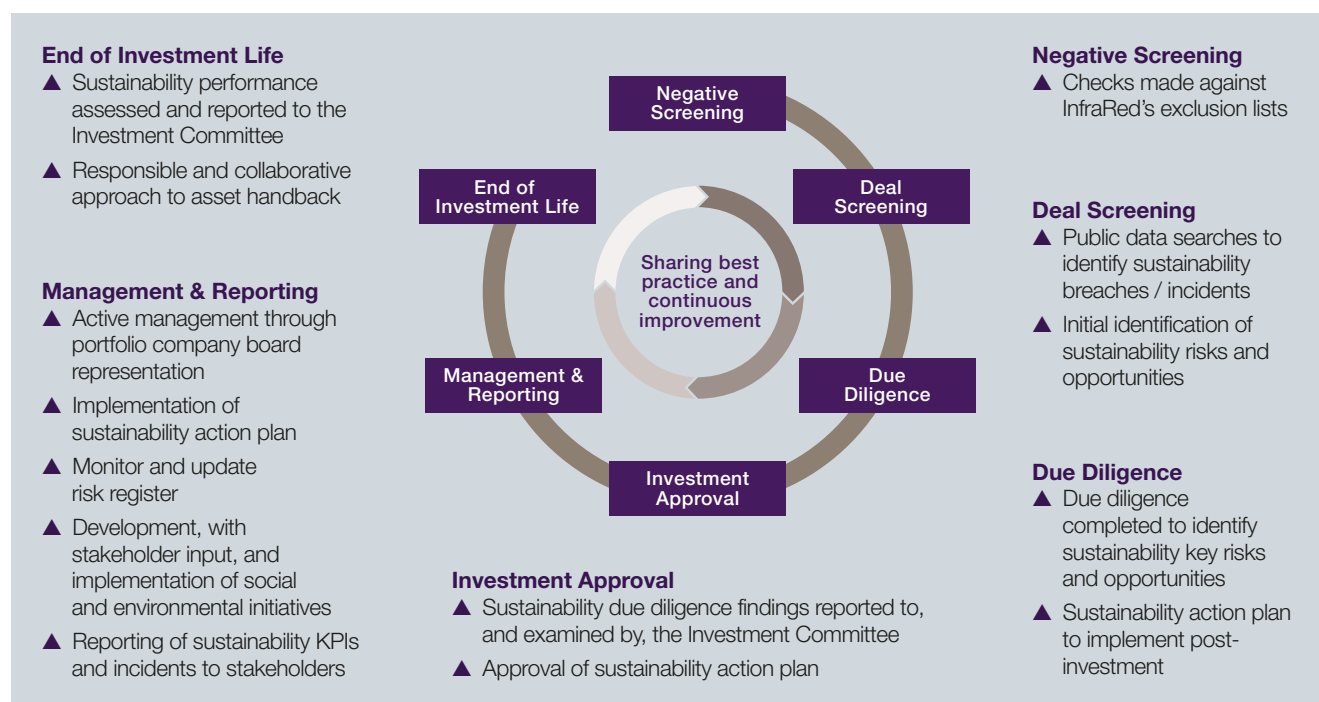 End of Investment Life
▲ Sustainability performance
assessed and reported to the
Investment Committee
▲ Responsible and collaborative
approach to asset handback
Management & Reporting
▲ Active management through
portfolio company board
representation
▲ Implementation of
sustainability action plan
▲ Monitor and update
risk register
▲ Development, with
stakeholder input, and
implementation of social
and environmental initiatives
▲ Reporting of sustainability KPIs
and incidents to stakeholders
Negative
Screening
Deal
Screening
Due
Diligence
Investment
Approval
Management &
Reporting
End of
Investment Life
Sharing best
practice and
continuous
improvement
Investment Approval
▲ Sustainability due diligence findings reported to,
and examined by, the Investment Committee
▲ Approval of sustainability action plan
Negative Screening
▲ Checks made against
InfraRed's exclusion lists
Deal Screening
▲ Public data searches to
identify sustainability
breaches / incidents
▲ Initial identification of
sustainability risks and
opportunities
Due Diligence
▲ Due diligence
completed to identify
sustainability key risks
and opportunities
▲ Sustainability action plan
to implement post-
investment